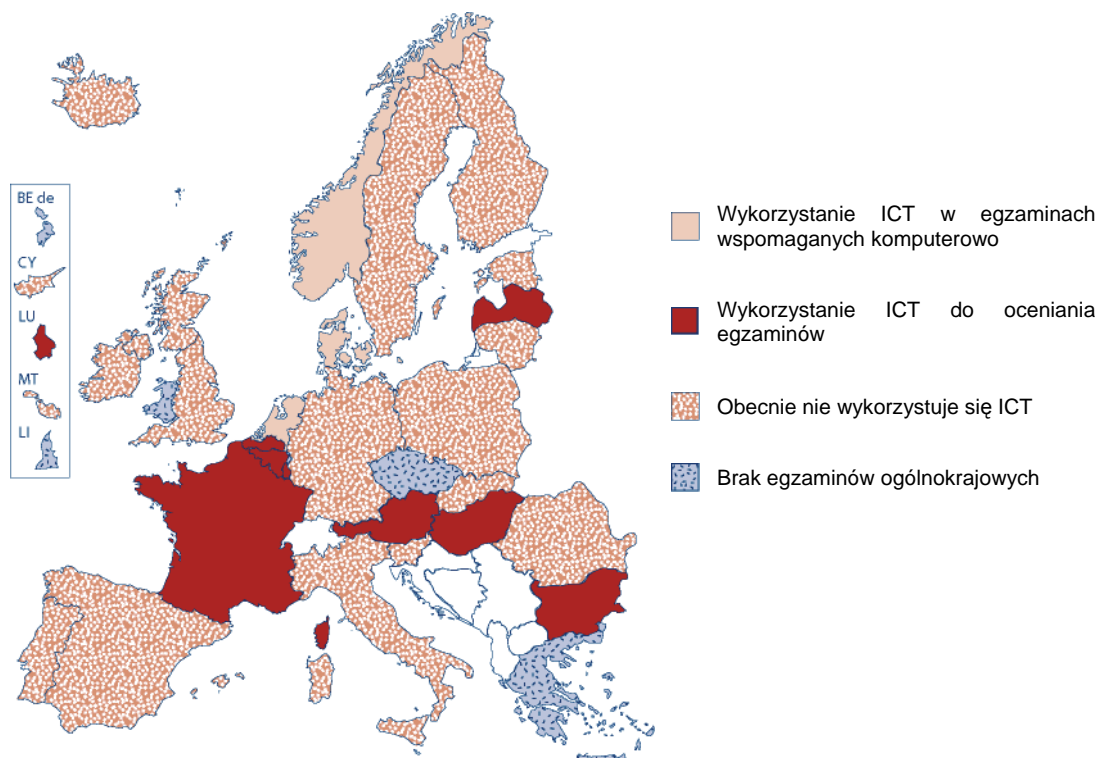 BE de
CY
LU
MT
LI
Wykorzystanie ICT w egzaminach
wspomaganych komputerowo
Wykorzystanie ICT do oceniania
egzaminów
Obecnie nie wykorzystuje się ICT
Brak egzaminów ogólnokrajowych